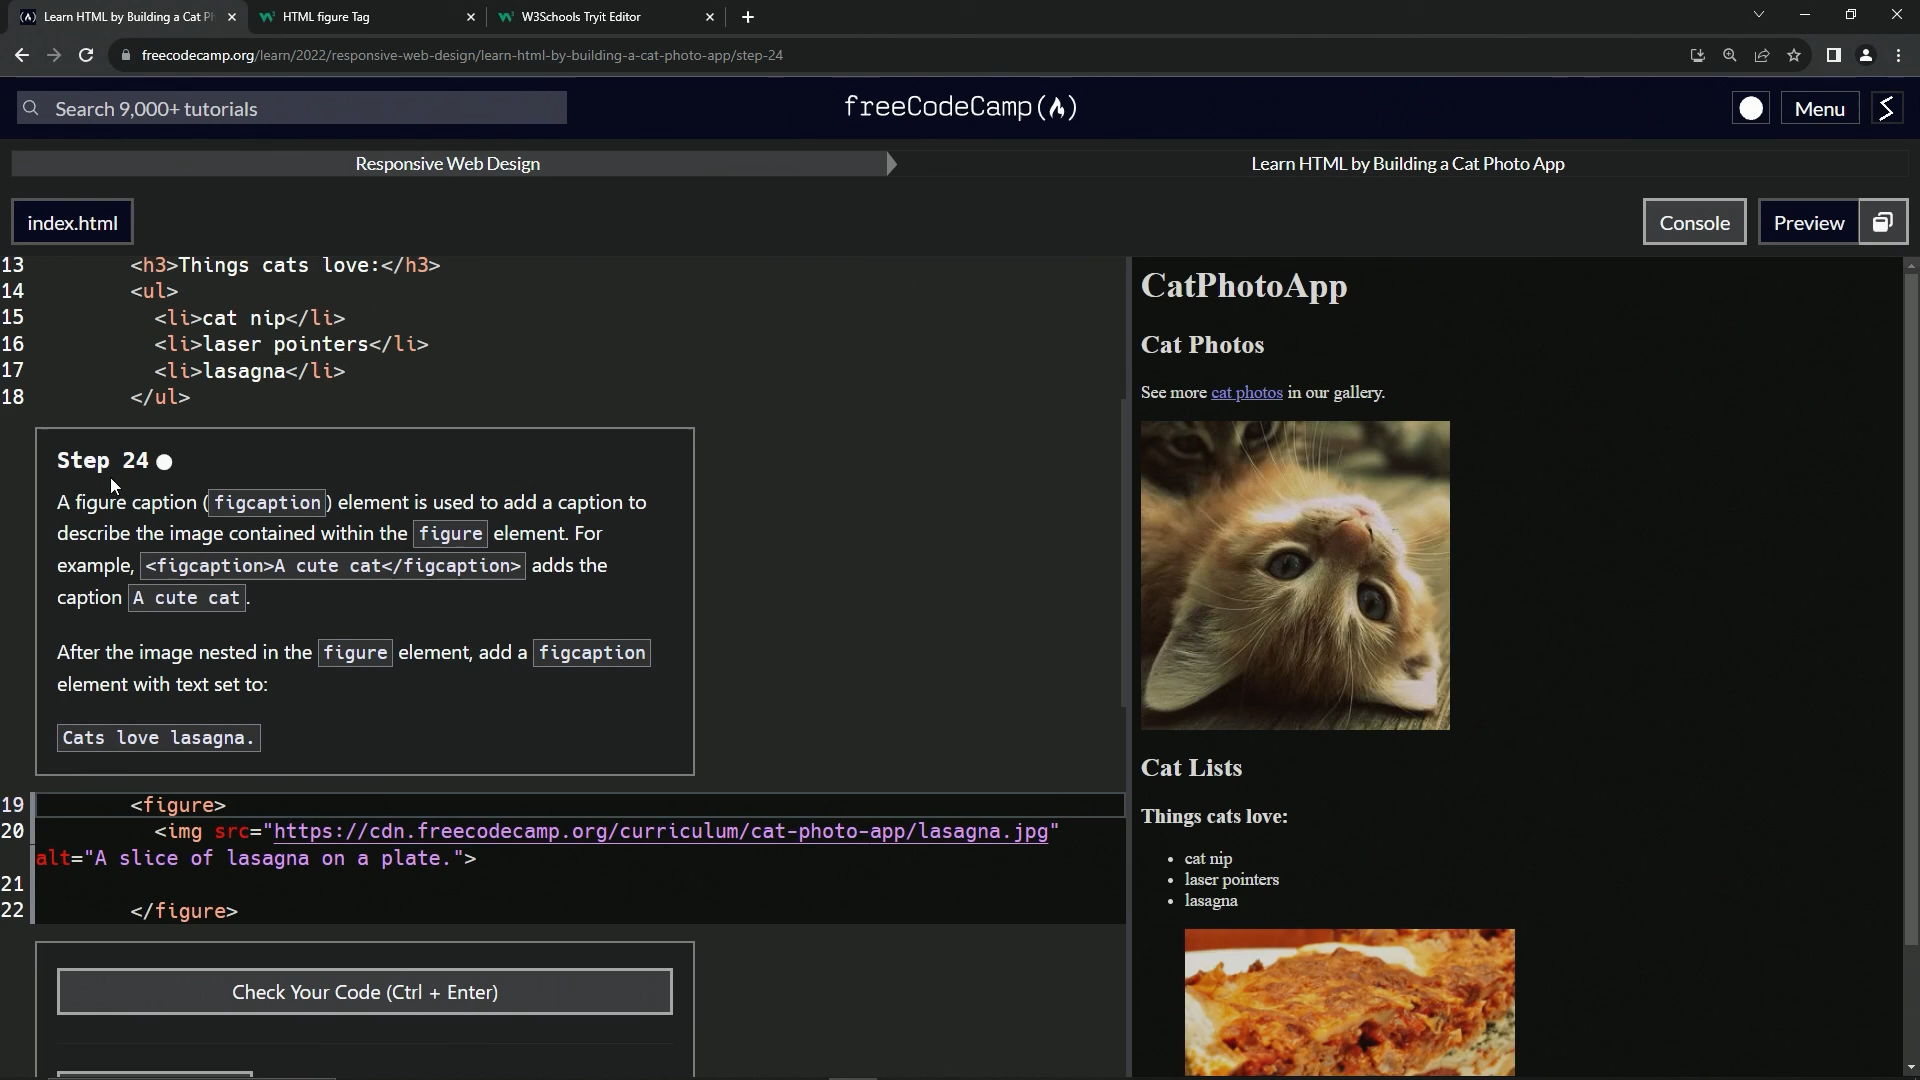 Learn HTML by Building a Cat Ph
HTML figure Tag
W3Schools Tryit Editor
freecodecamp.org/learn/2022/responsive-web-design/learn-html-by-building-a-cat-photo-app/step-24
Search 9,000+ tutorials
freeCodeCamp
Menu
Responsive Web Design
Learn HTML by Building a Cat Photo App
index.html
Console
Preview
13 <h3>Things cats love:</h3>
14 <ul>
15 <li>cat nip</li>
16 <li>laser pointers</li>
17 <li>lasagna</li>
18 </ul>
Step 24
A figure caption (figcaption) element is used to add a caption to
describe the image contained within the figure element. For
example, <figcaption>A cute cat</figcaption> adds the
caption A cute cat.
After the image nested in the figure element, add a figcaption
element with text set to:
Cats love lasagna.
19 <figure>
20 <img src="https://cdn.freecodecamp.org/curriculum/cat-photo-app/lasagna.jpg"
alt="A slice of lasagna on a plate.">
21
22 </figure>
Check Your Code (Ctrl + Enter)
CatPhotoApp
Cat Photos
See more cat photos in our gallery.
Cat Lists
Things cats love:
• cat nip
• laser pointers
• lasagna